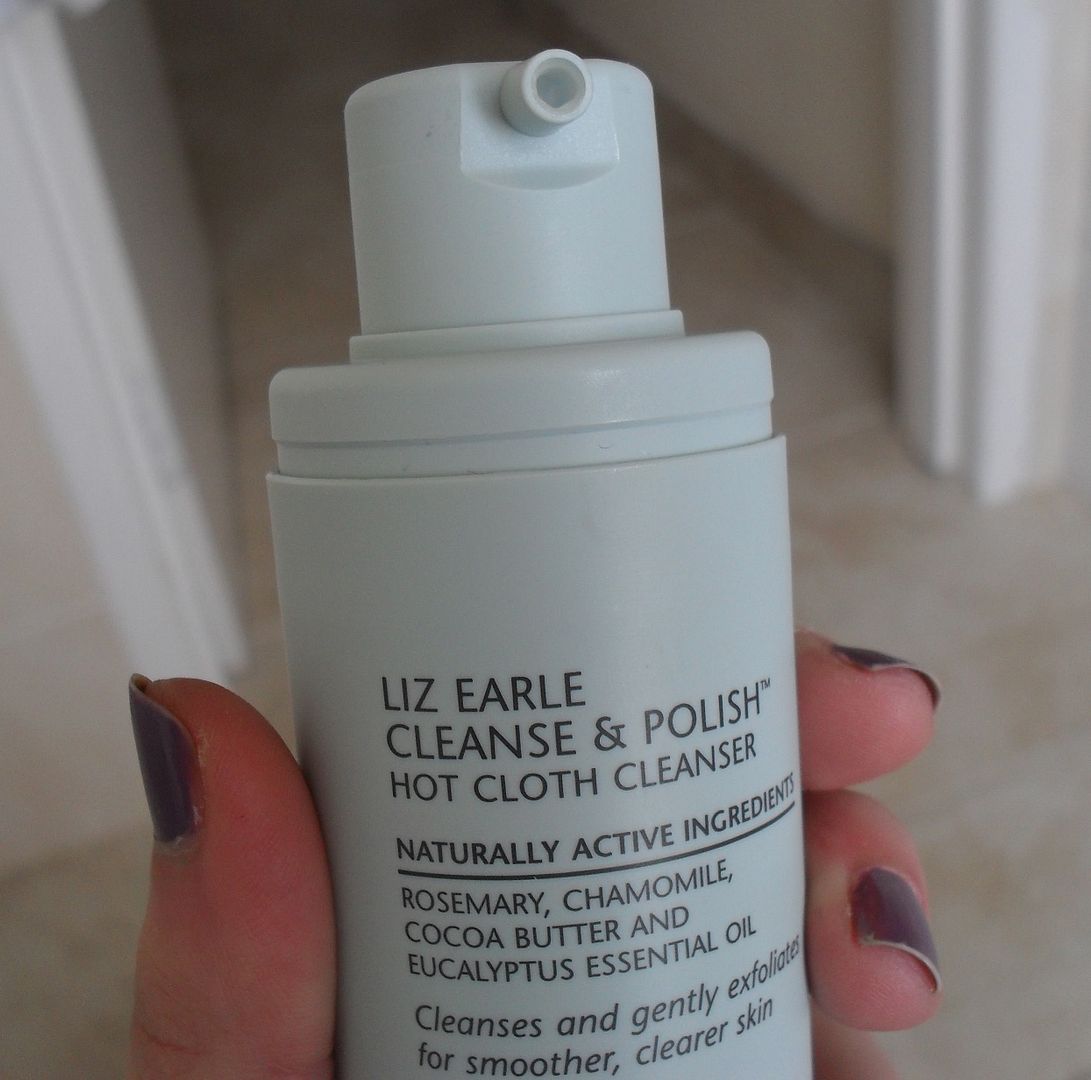 LIZ EARLE
CLEANSE & POLISH™
HOT CLOTH CLEANSER
NATURALLY ACTIVE INGREDIENTS
ROSEMARY, CHAMOMILE,
COCOA BUTTER AND
EUCALYPTUS ESSENTIAL OIL
Cleanses and gently exfoliates
for smoother, clearer skin